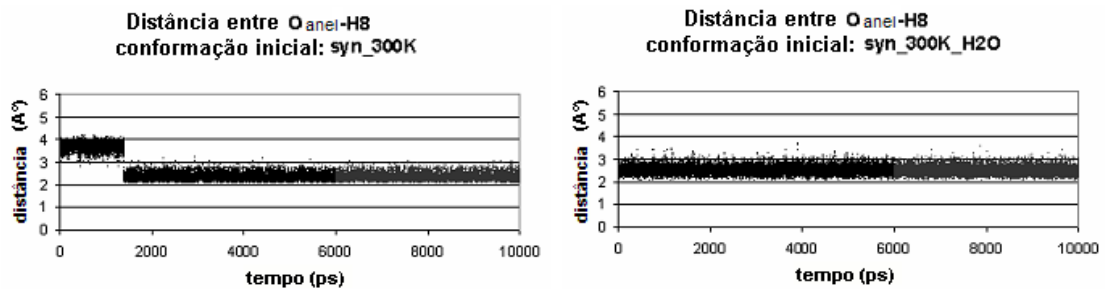 Distância entre O anel-H8
conformação inicial: syn_300K
distância (A°)
6
5
4
3
2
1
0
0 2000 4000 6000 8000 10000
tempo (ps)
Distância entre O anel-H8
conformação inicial: syn_300K_H2O
distância (A°)
6
5
4
3
2
1
0
0 2000 4000 6000 8000 10000
tempo (ps)